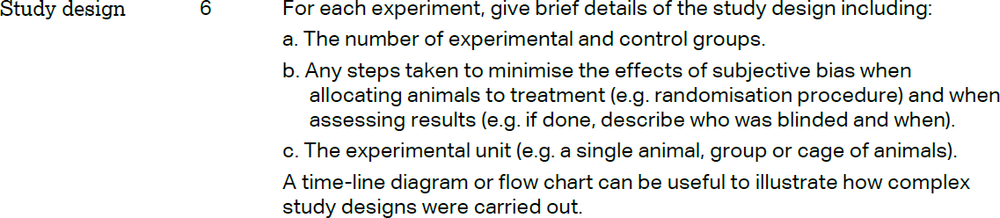 Study design 6 For each experiment, give brief details of the study design including:
a. The number of experimental and control groups.
b. Any steps taken to minimise the effects of subjective bias when
allocating animals to treatment (e.g. randomisation procedure) and when
assessing results (e.g. if done, describe who was blinded and when).
c. The experimental unit (e.g. a single animal, group or cage of animals).
A time-line diagram or flow chart can be useful to illustrate how complex
study designs were carried out.